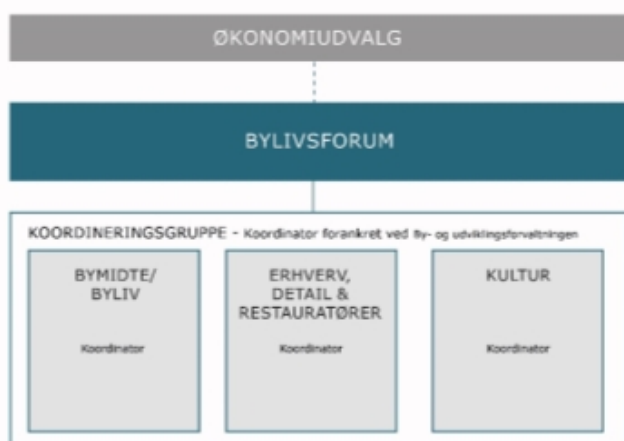 ØKONOMIUDVALG
BYLIVSFORUM
KOORDINERINGSGRUPPE - Koordinator forankret ved By- og udviklingsforvaltningen
BYMIDTE/
BYLIV
Koordinator
ERHVERV,
DETAIL &
RESTAURATØRER
Koordinator
KULTUR
Koordinator